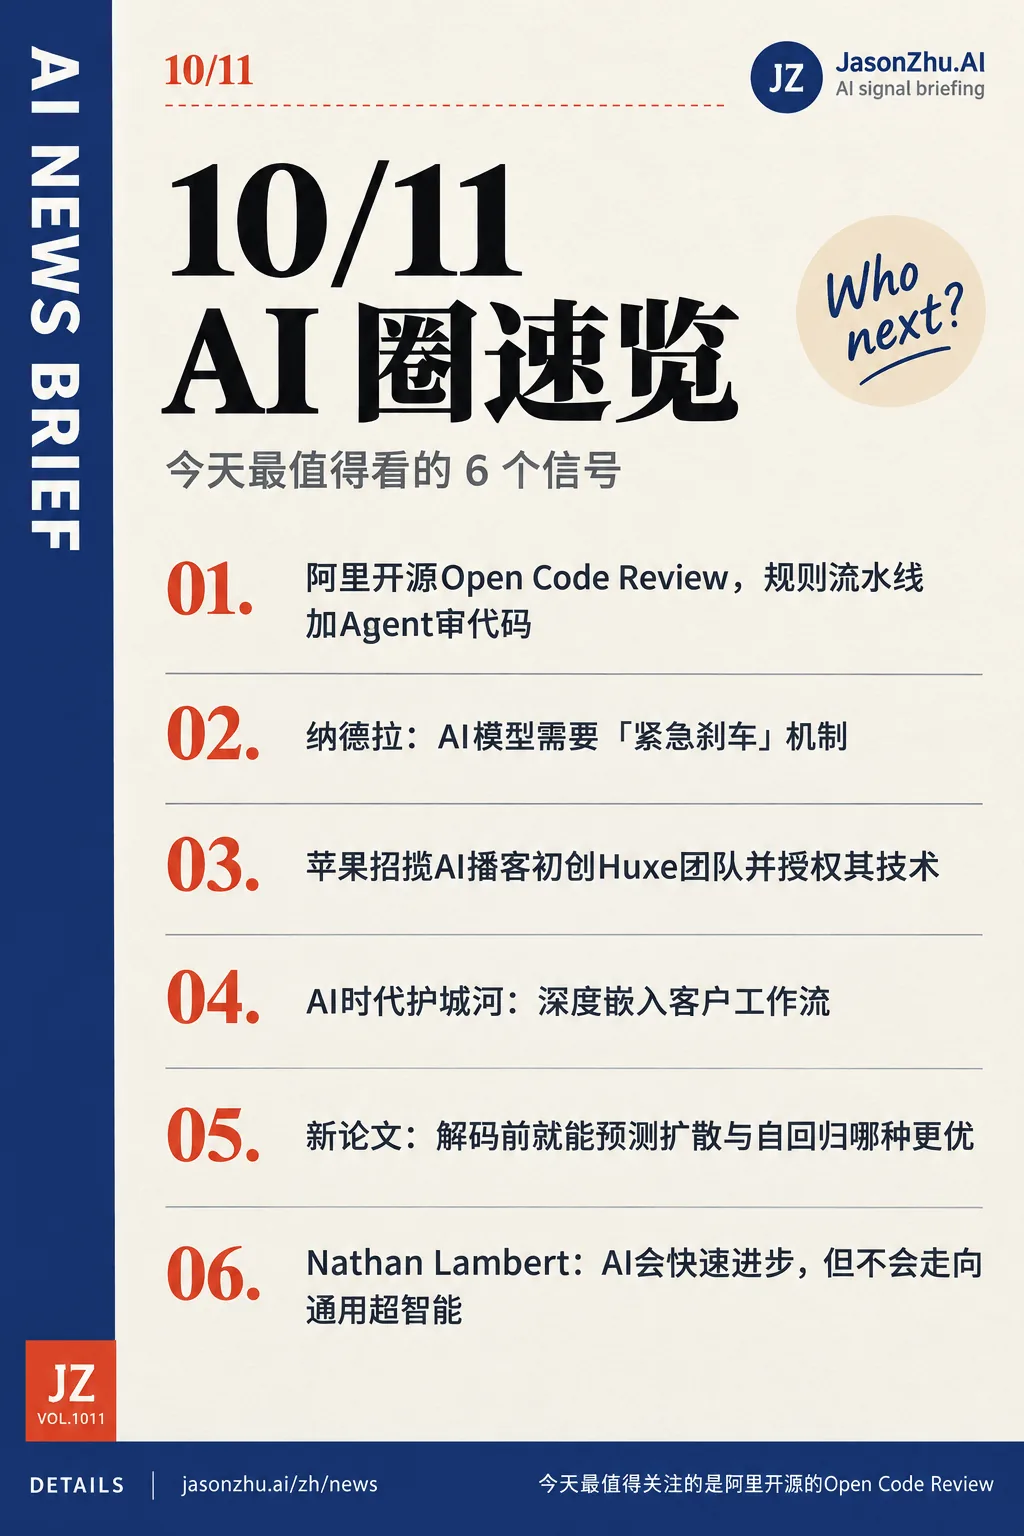 AI NEWS BRIEF
10/11
JZ
JasonZhu.AI
AI signal briefing
10/11
AI 圈速览
Who
next?
今天最值得看的 6 个信号
01.
阿里开源Open Code Review，规则流水线
加Agent审代码
02.
纳德拉：AI模型需要「紧急刹车」机制
03.
苹果招揽AI播客初创Huxe团队并授权其技术
04.
AI时代护城河：深度嵌入客户工作流
05.
新论文：解码前就能预测扩散与自回归哪种更优
06.
Nathan Lambert：AI会快速进步，但不会走向
通用超智能
JZ
VOL.1011
DETAILS
jasonzhu.ai/zh/news
今天最值得关注的是阿里开源的Open Code Review